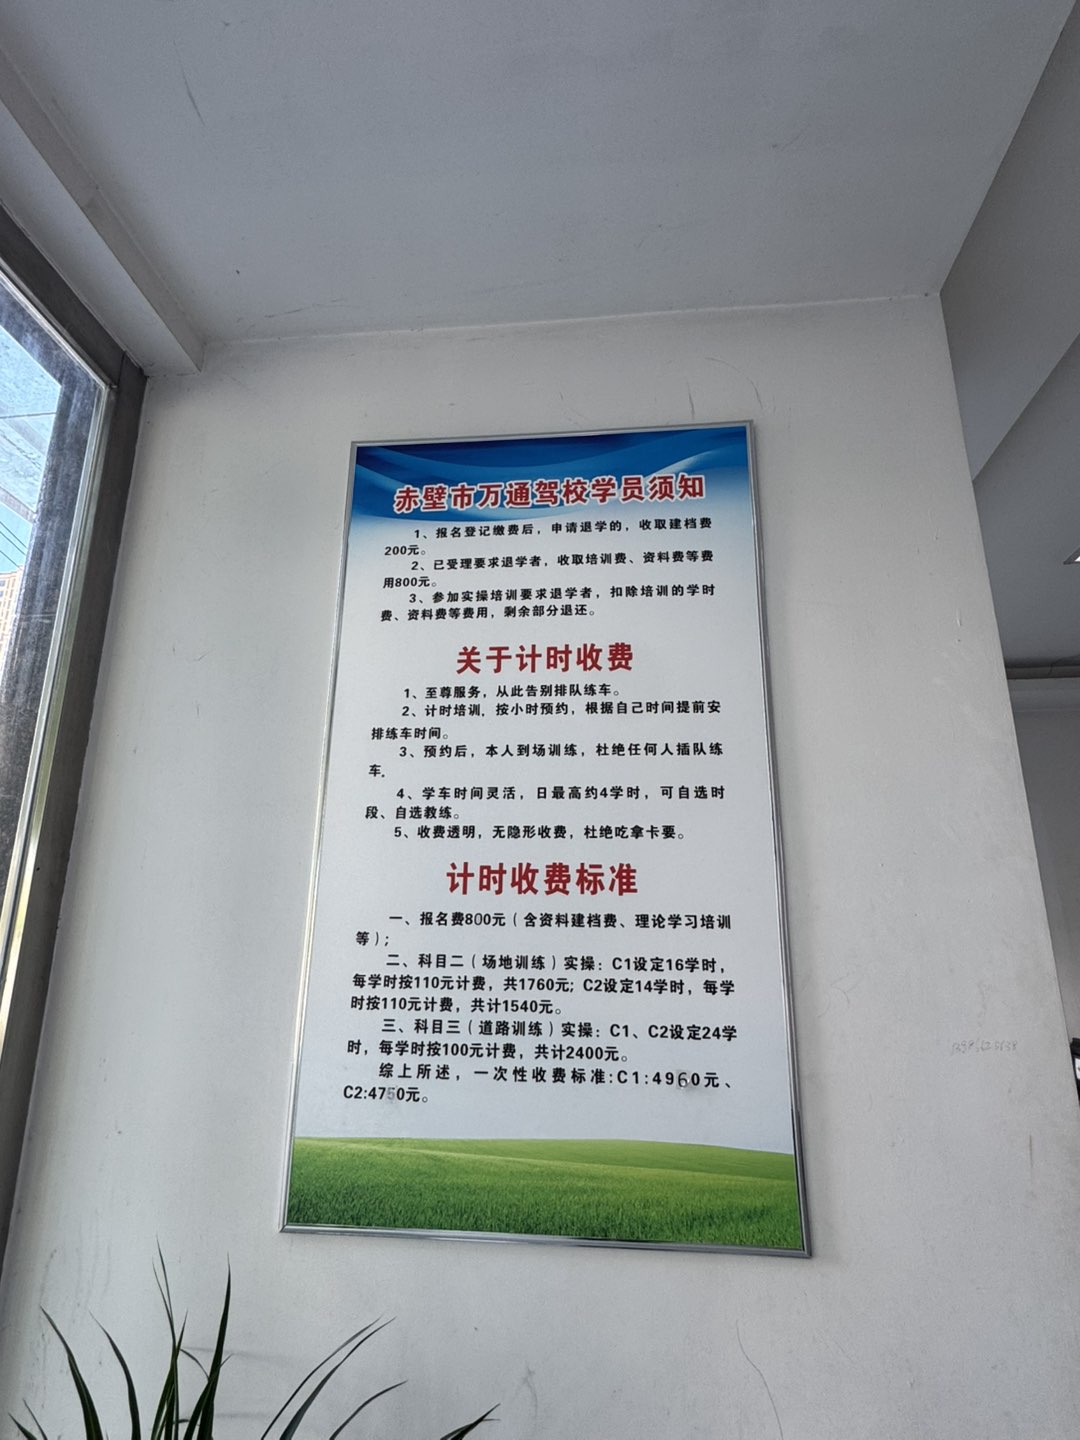 赤壁市万通驾校学员须知
1、报名登记缴费后，申请退学的，收取建档费
200元。
2、已受理要求退学者，收取培训费、资料费等费
用800元。
3、参加实操培训要求退学者，扣除培训的学时
费、资料费等费用，剩余部分退还。
关于计时收费
1、至尊服务，从此告别排队练车。
2、计时培训．按小时预约，根据自己时间提前安
排练车时间。
3、预约后，本人到场训练，杜绝任何人插队练
车．
4、学车时间灵活，日最高约4学时，可自选时
段、自选教练。
5、收费透明，无隐形收费，杜绝吃拿卡要。
计时收费标准
一、报名费800元（含资料建档费、理论学习培训
等）；
二、科目二（场地训练）实操：C1设定16学时，
每学时按110元计费，共1760元；C2设定14学时，每学
时按110元计费，共计1540元。
三、科目三（道路训练）实操：C1、C2设定24学
时，每学时按100元计费，共计2400元。
综上所述，一次性收费标准:C1:4960元、
C2:4750元。